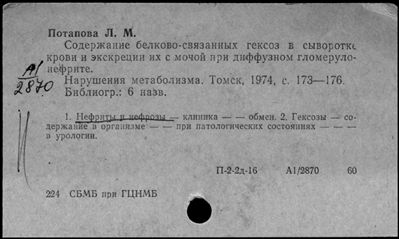 Потапова Л. М.
Содержание белково-связанных гексоз в сыворотке
крови и экскреции их с мочой при диффузном гломеруло-
нефрите.
А1/2870
Нарушения метаболизма. Томск, 1974, с. 173—176.
Библиогр.: 6 назв.
1. Нефриты и нефрозы — клиника — — обмен. 2. Гексозы — со-
держание в организме — — при патологических состояниях — — —
в урологии.
П-2-2д-16 А1/2870 60
224 СБМБ при ГЦНМБ